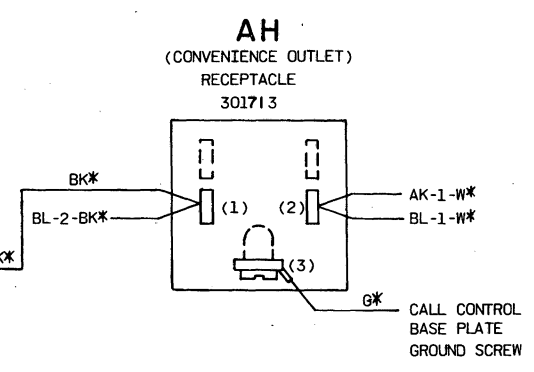 AH
(CONVENIENCE OUTLET)
RECEPTACLE
301713
BK*
(1)
(2)
AK-1-W*
BL-2-BK*
BL-1-W*
K*
(3)
G*
CALL CONTROL
BASE PLATE
GROUND SCREW